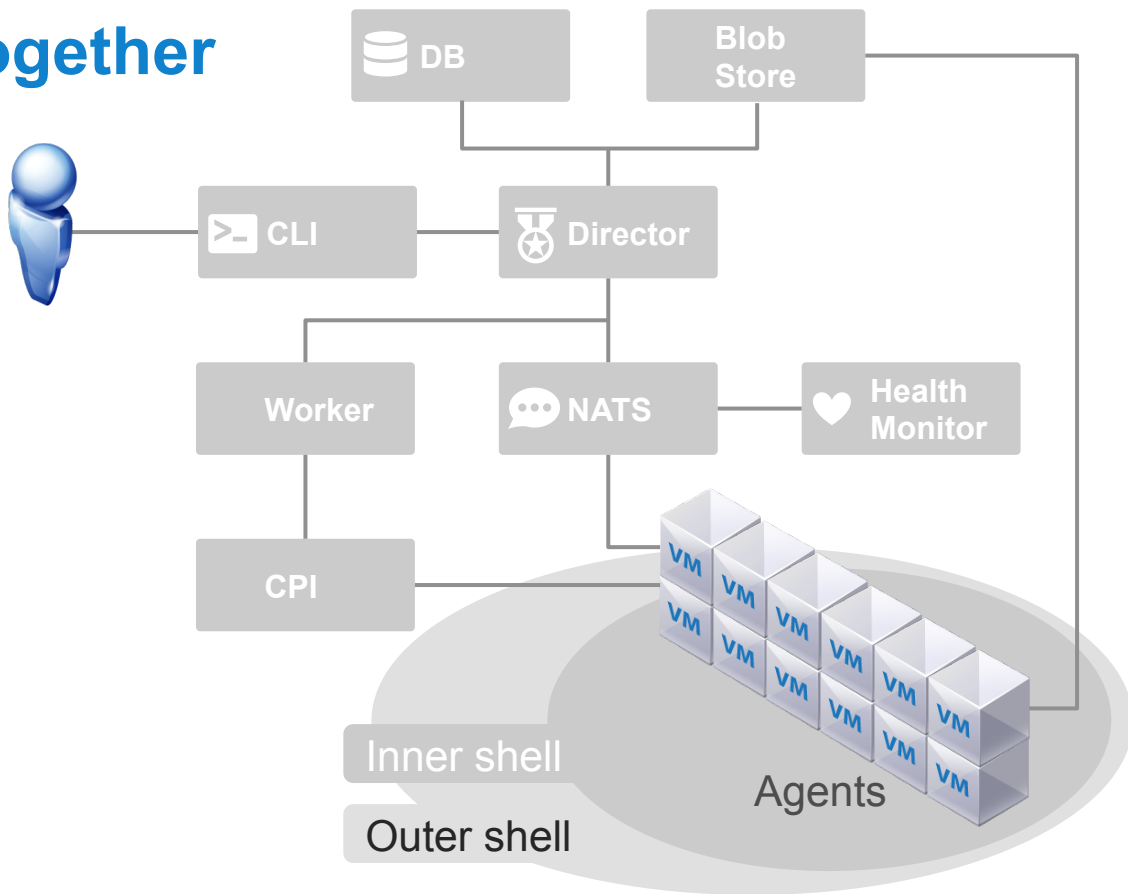 ogether
DB
Blob
Store
>_ CLI
Director
Worker
NATS
Health
Monitor
CPI
VM
VM
VM
VM
VM
VM
VM
VM
VM
VM
VM
VM
Inner shell
Agents
Outer shell